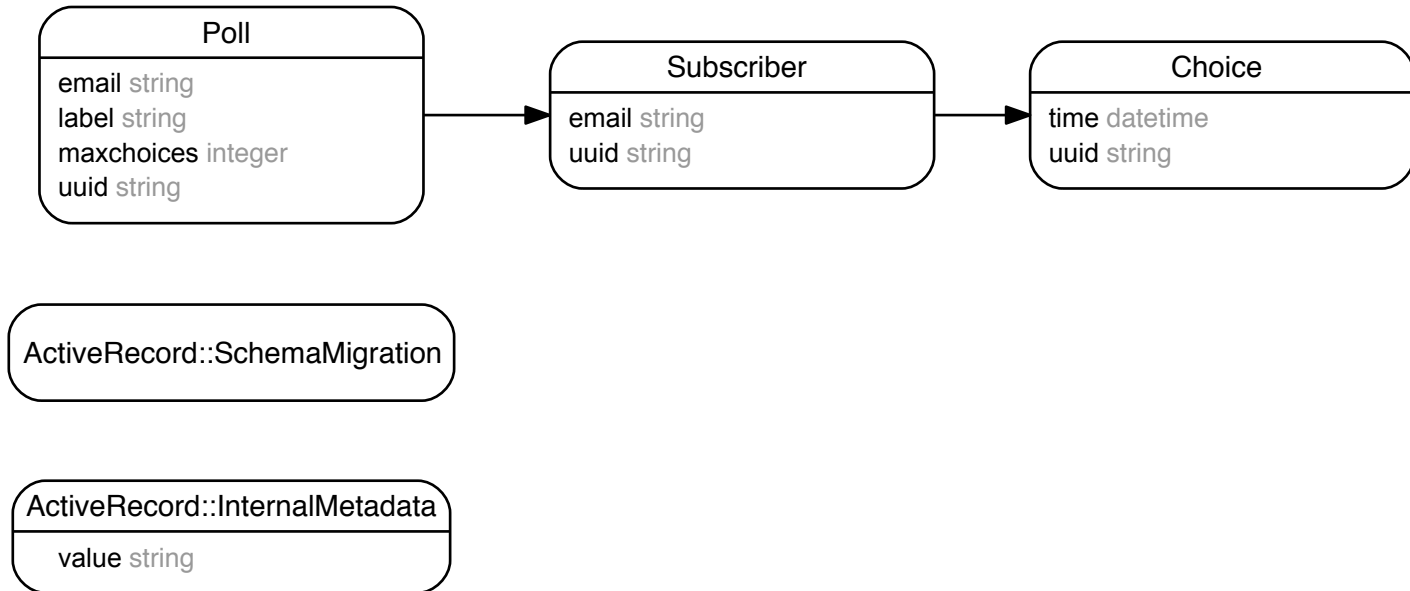 Poll
email string
label string
maxchoices integer
uuid string
Subscriber
email string
uuid string
Choice
time datetime
uuid string
ActiveRecord::SchemaMigration
ActiveRecord::InternalMetadata
value string